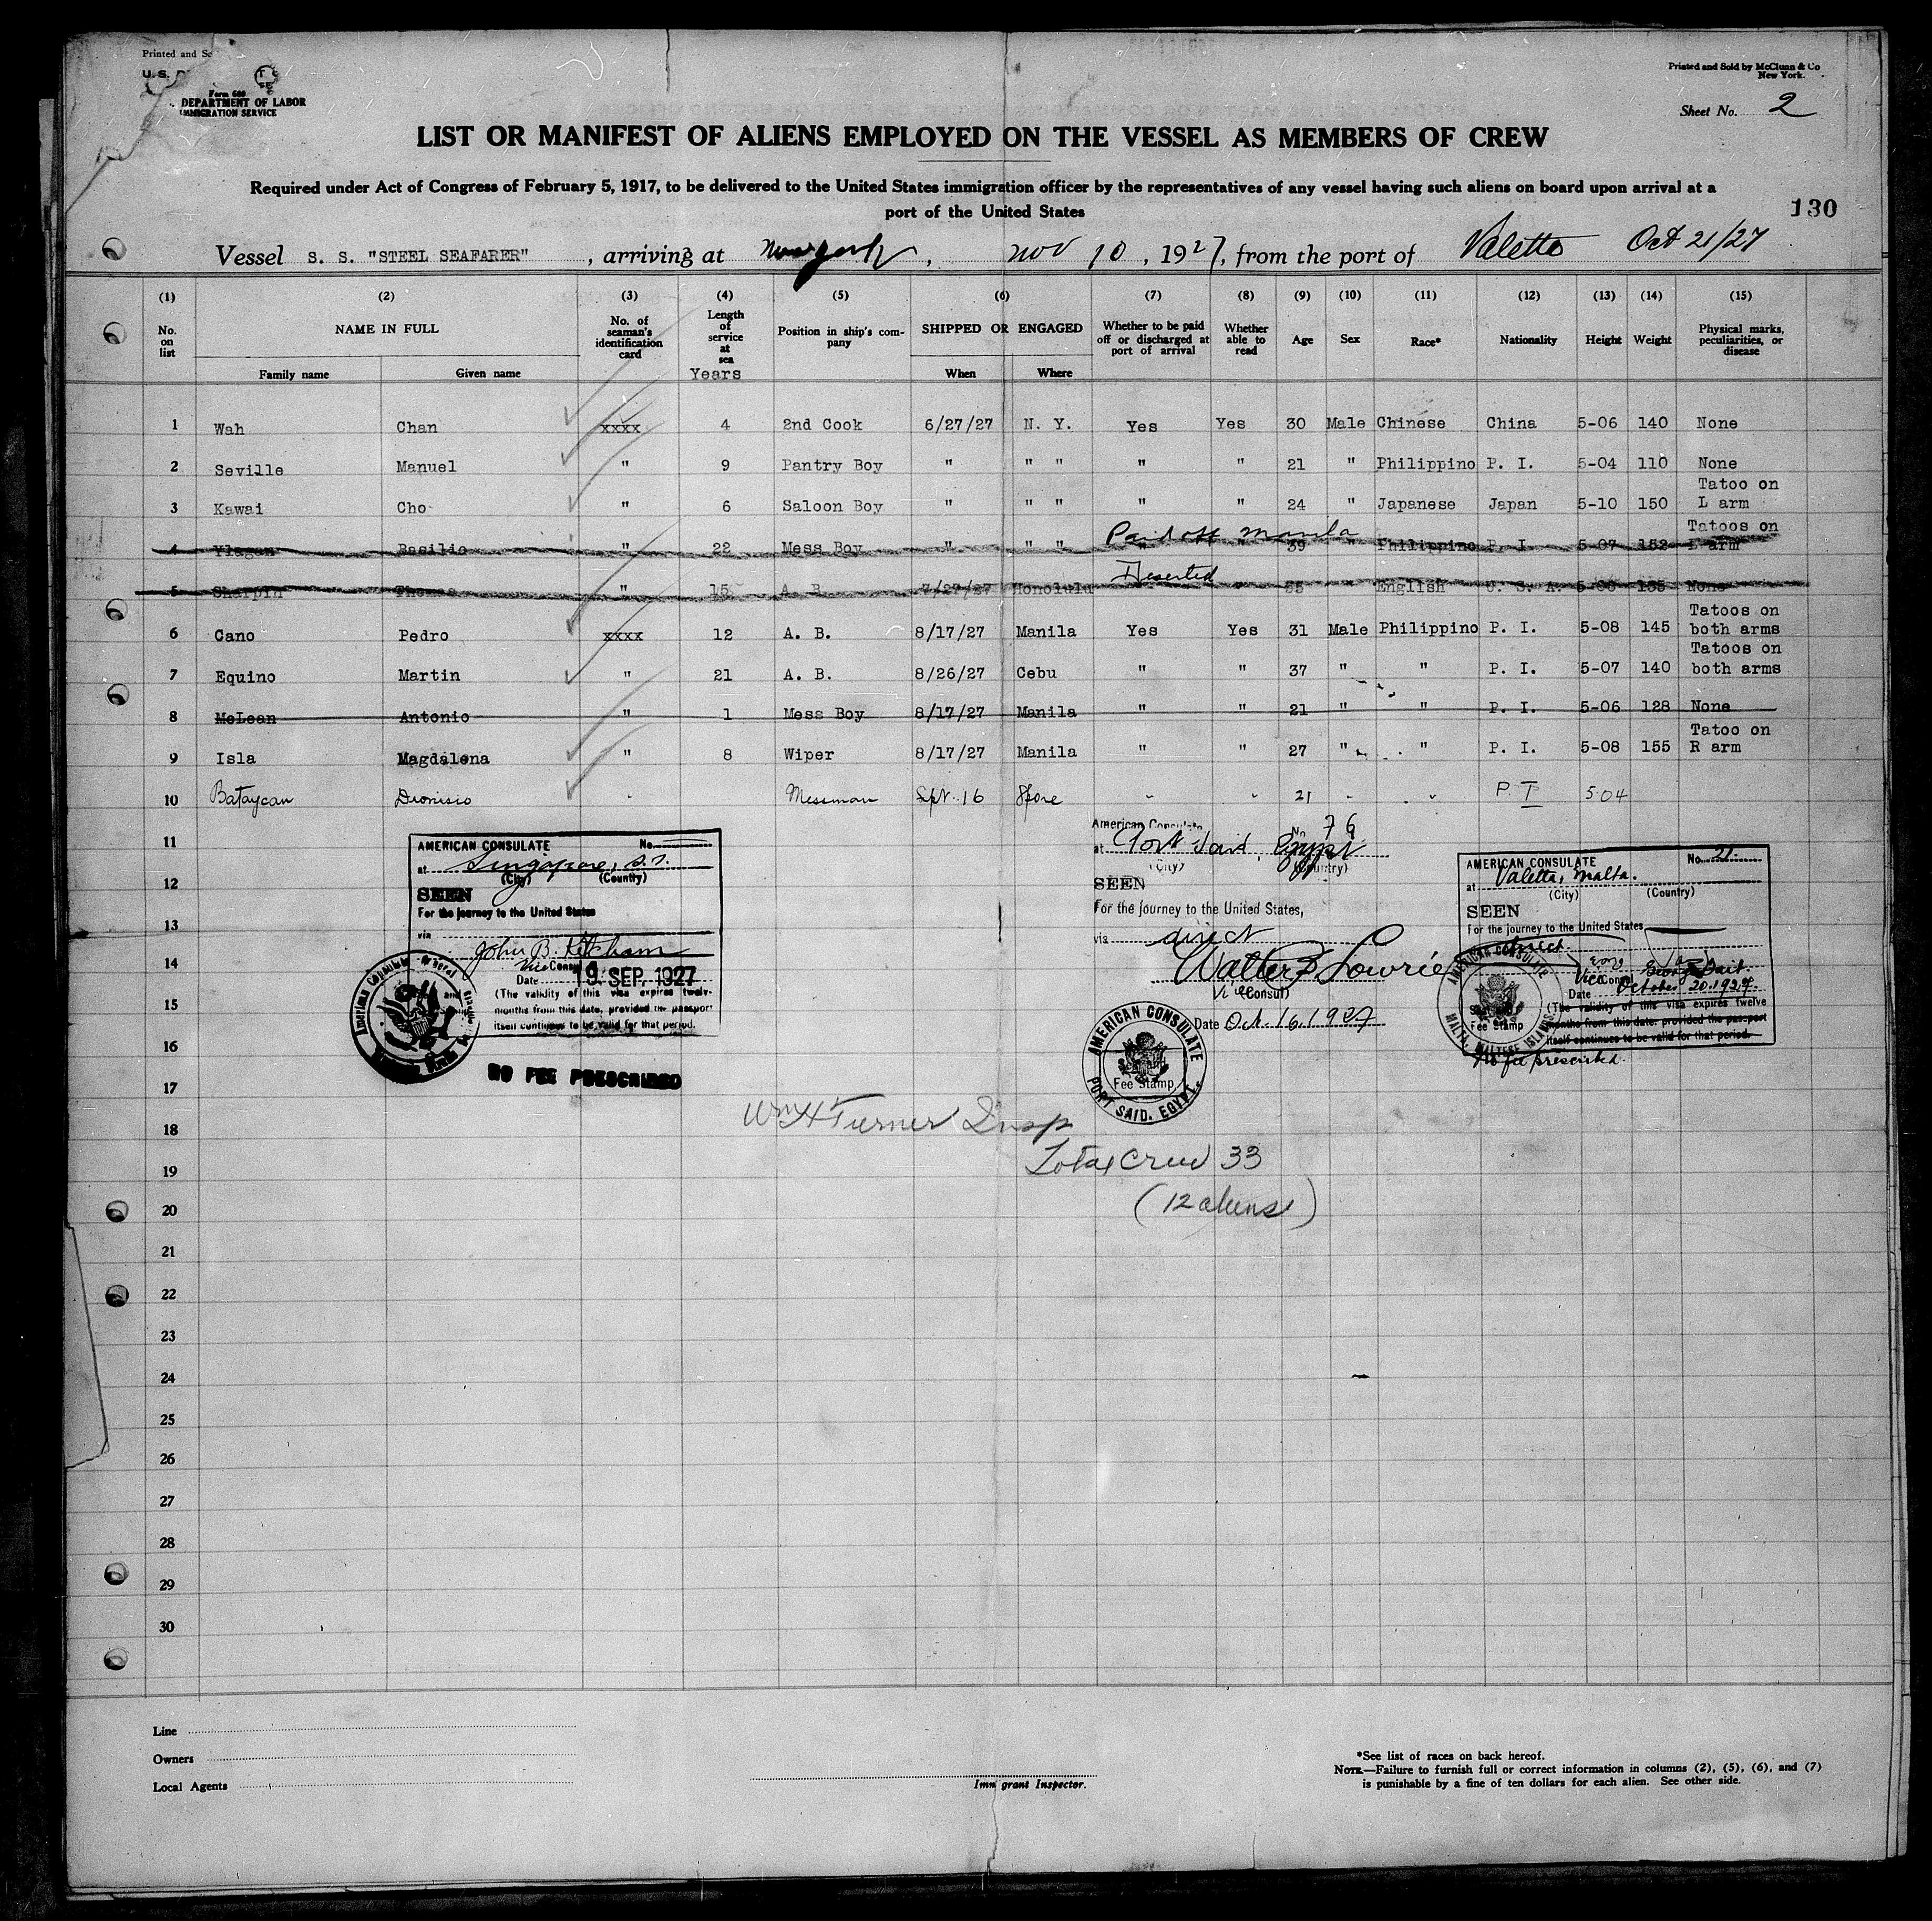 Printed and So
U. S. D
Form 600
DEPARTMENT OF LABOR
IMMIGRATION SERVICE
Printed and Sold by McClunn & Co
New York.
Sheet No. 2
LIST OR MANIFEST OF ALIENS EMPLOYED ON THE VESSEL AS MEMBERS OF CREW
Required under Act of Congress of February 5, 1917, to be delivered to the United States immigration officer by the representatives of any vessel having such aliens on board upon arrival at a
port of the United States
130
Vessel S. S. "STEEL SEAFARER", arriving at New York, Nov 10, 1927, from the port of Valetta Oct 21/27
(1) (2) (3) (4) (5) (6) (7) (8) (9) (10) (11) (12) (13) (14) (15)
No. on list NAME IN FULL No. of seaman's identification card Length of service at sea Position in ship's company SHIPPED OR ENGAGED Whether to be paid off or discharged at port of arrival Whether able to read Age Sex Race* Nationality Height Weight Physical marks, peculiarities, or disease
Family name Given name Years When Where
1 Wah Chan xxxx 4 2nd Cook 6/27/27 N. Y. Yes Yes 30 Male Chinese China 5-06 140 None
2 Seville Manuel " 9 Pantry Boy " " " " " 21 " Philippino P. I. 5-04 110 None
3 Kawai Cho " 6 Saloon Boy " " " " " 24 " Japanese Japan 5-10 150 Tatoo on L arm
4 Ylagan Basilio " 22 Mess Boy " " " Paid off Manila " " 39 " Philippino P. I. 5-07 152 Tatoos on L arm
5 Sharpin Thomas " 15 A. B. 7/27/27 Honolulu Deserted " 35 " English U. S. A. 5-06 135 None
6 Cano Pedro xxxx 12 A. B. 8/17/27 Manila Yes Yes 31 Male Philippino P. I. 5-08 145 Tatoos on both arms
7 Equino Martin " 21 A. B. 8/26/27 Cebu " " 37 " " P. I. 5-07 140 Tatoos on both arms
8 McLean Antonio " 1 Mess Boy 8/17/27 Manila " " 21 " " P. I. 5-06 128 None
9 Isla Magdalena " 8 Wiper 8/17/27 Manila " " 27 " " P. I. 5-08 155 Tatoo on R arm
10 Bataycan Dionisio " Messman Sept. 16 Spore " " 21 " " P. I 5 04
11
12
13
14
15
16
17
18
19
20
21
22
23
24
25
26
27
28
29
30
AMERICAN CONSULATE No.
at Singapore, S.S.
(City) (Country)
SEEN
For the journey to the United States
via
John B. Ketcham
Vice Consul
Date 19. SEP. 1927
(The validity of this visa expires twelve
months from this date, provided the passport
itself continues to be valid for that period.
American Consulate General
NO FEE PRESCRIBED
American Consulate No 76
at Port Said, Egypt
(City) (Country)
SEEN
For the journey to the United States,
via direct
Walter B Lowrie
Vice Consul
Date Oct. 16. 1927
AMERICAN CONSULATE
Fee Stamp
PORT SAID. EGYPT.
AMERICAN CONSULATE No. 21.
at Valetta, Malta.
(City) (Country)
SEEN
For the journey to the United States
direct.
George Tait.
Vice Consul
Date October 20. 1927.
(The validity of this visa expires twelve
months from this date, provided the passport
itself continues to be valid for that period.
AMERICAN CONSULATE
Fee Stamp
MALTA, MALTESE ISLANDS
No fee prescribed.
Wm H Turner Insp
Total Crew 33
(12 aliens)
Line
Owners
Local Agents
Immigrant Inspector.
*See list of races on back hereof.
NOTE.—Failure to furnish full or correct information in columns (2), (5), (6), and (7)
is punishable by a fine of ten dollars for each alien. See other side.